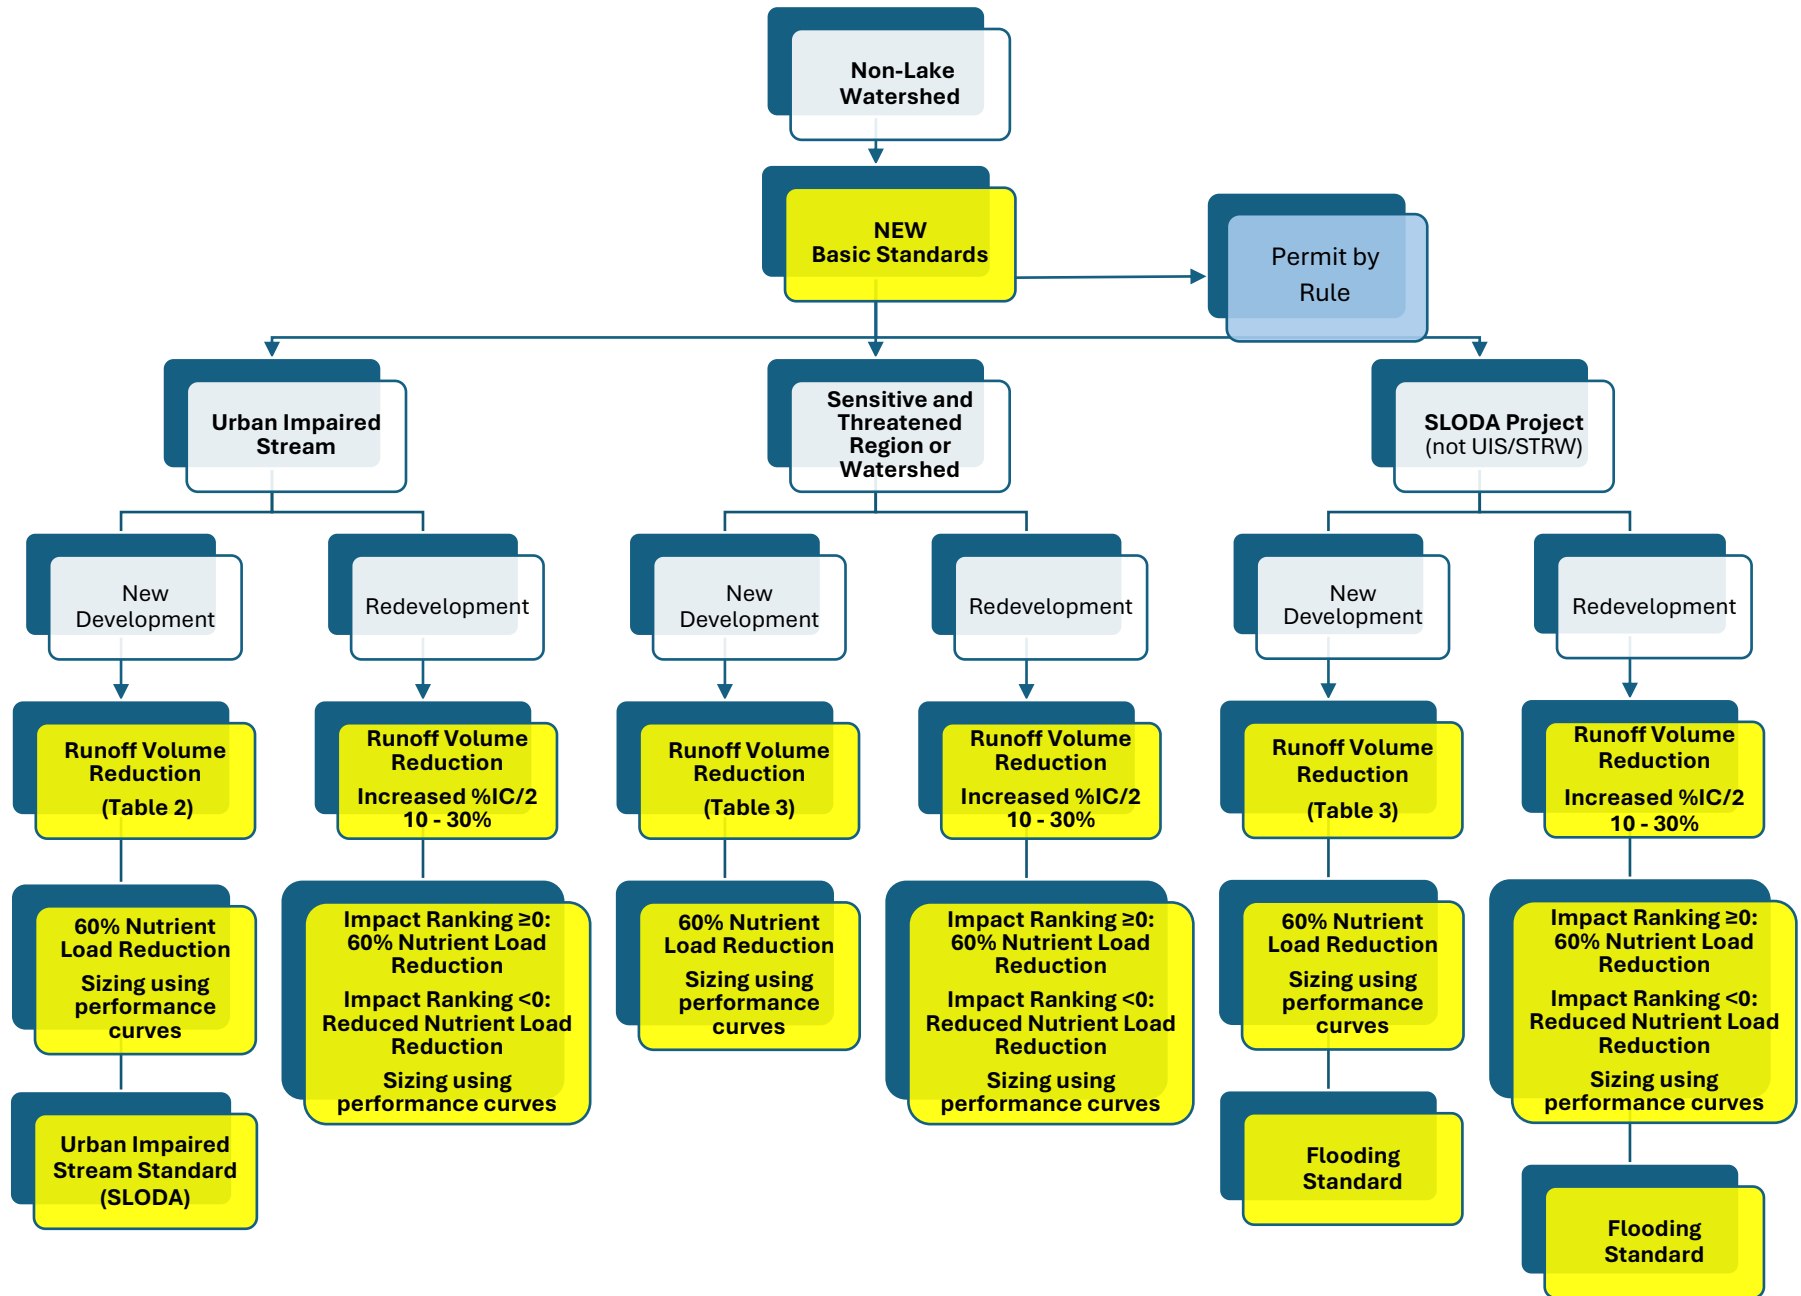 Non-Lake
Watershed
NEW
Basic Standards
Permit by
Rule
Urban Impaired
Stream
Sensitive and
Threatened
Region or
Watershed
SLODA Project
(not UIS/STRW)
New
Development
Redevelopment
New
Development
Redevelopment
New
Development
Redevelopment
Runoff Volume
Reduction
(Table 2)
Runoff Volume
Reduction
Increased %IC/2
10 - 30%
Runoff Volume
Reduction
(Table 3)
Runoff Volume
Reduction
Increased %IC/2
10 - 30%
Runoff Volume
Reduction
(Table 3)
Runoff Volume
Reduction
Increased %IC/2
10 - 30%
60% Nutrient
Load Reduction
Sizing using
performance
curves
Impact Ranking ≥0:
60% Nutrient Load
Reduction
Impact Ranking <0:
Reduced Nutrient Load
Reduction
Sizing using
performance curves
60% Nutrient
Load Reduction
Sizing using
performance
curves
Impact Ranking ≥0:
60% Nutrient Load
Reduction
Impact Ranking <0:
Reduced Nutrient Load
Reduction
Sizing using
performance curves
60% Nutrient
Load Reduction
Sizing using
performance
curves
Impact Ranking ≥0:
60% Nutrient Load
Reduction
Impact Ranking <0:
Reduced Nutrient Load
Reduction
Sizing using
performance curves
Urban Impaired
Stream Standard
(SLODA)
Flooding
Standard
Flooding
Standard